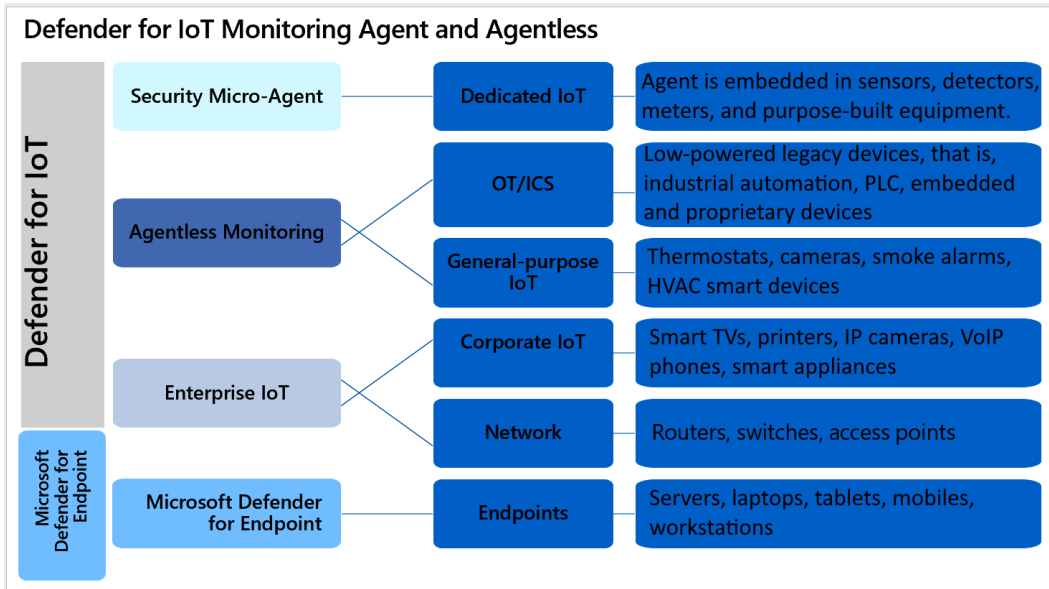 Defender for IoT Monitoring Agent and Agentless
Defender for IoT
Security Micro-Agent
Dedicated IoT
Agent is embedded in sensors, detectors,
meters, and purpose-built equipment.
Agentless Monitoring
OT/ICS
Low-powered legacy devices, that is,
industrial automation, PLC, embedded
and proprietary devices
General-purpose
IoT
Thermostats, cameras, smoke alarms,
HVAC smart devices
Enterprise IoT
Corporate IoT
Smart TVs, printers, IP cameras, VoIP
phones, smart appliances
Network
Routers, switches, access points
Microsoft
Defender for
Endpoint
Microsoft Defender
for Endpoint
Endpoints
Servers, laptops, tablets, mobiles,
workstations